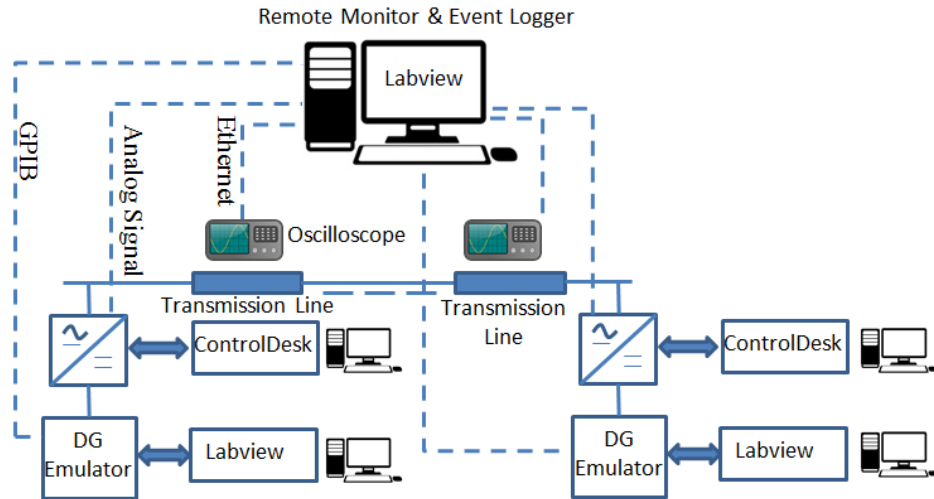 Remote Monitor & Event Logger
Labview
GPIB
Analog Signal
Ethernet
Oscilloscope
Transmission Line
Transmission
Line
ControlDesk
ControlDesk
DG
Emulator
Labview
DG
Emulator
Labview